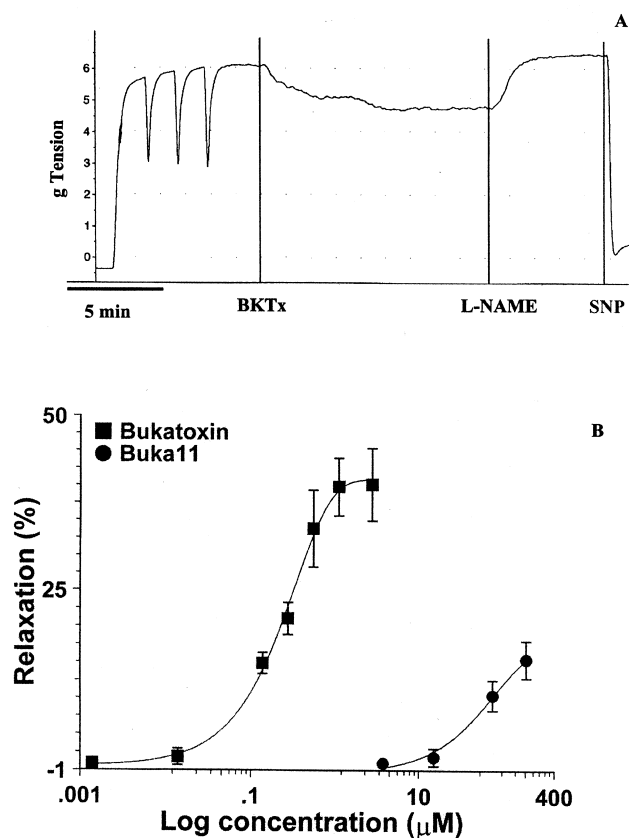 A
g Tension
6
5
4
3
2
1
0
5 min
BKTx
L-NAME
SNP
B
Bukatoxin
Buka11
Relaxation (%)
50
25
-1
.001
.1
10
400
Log concentration (μM)